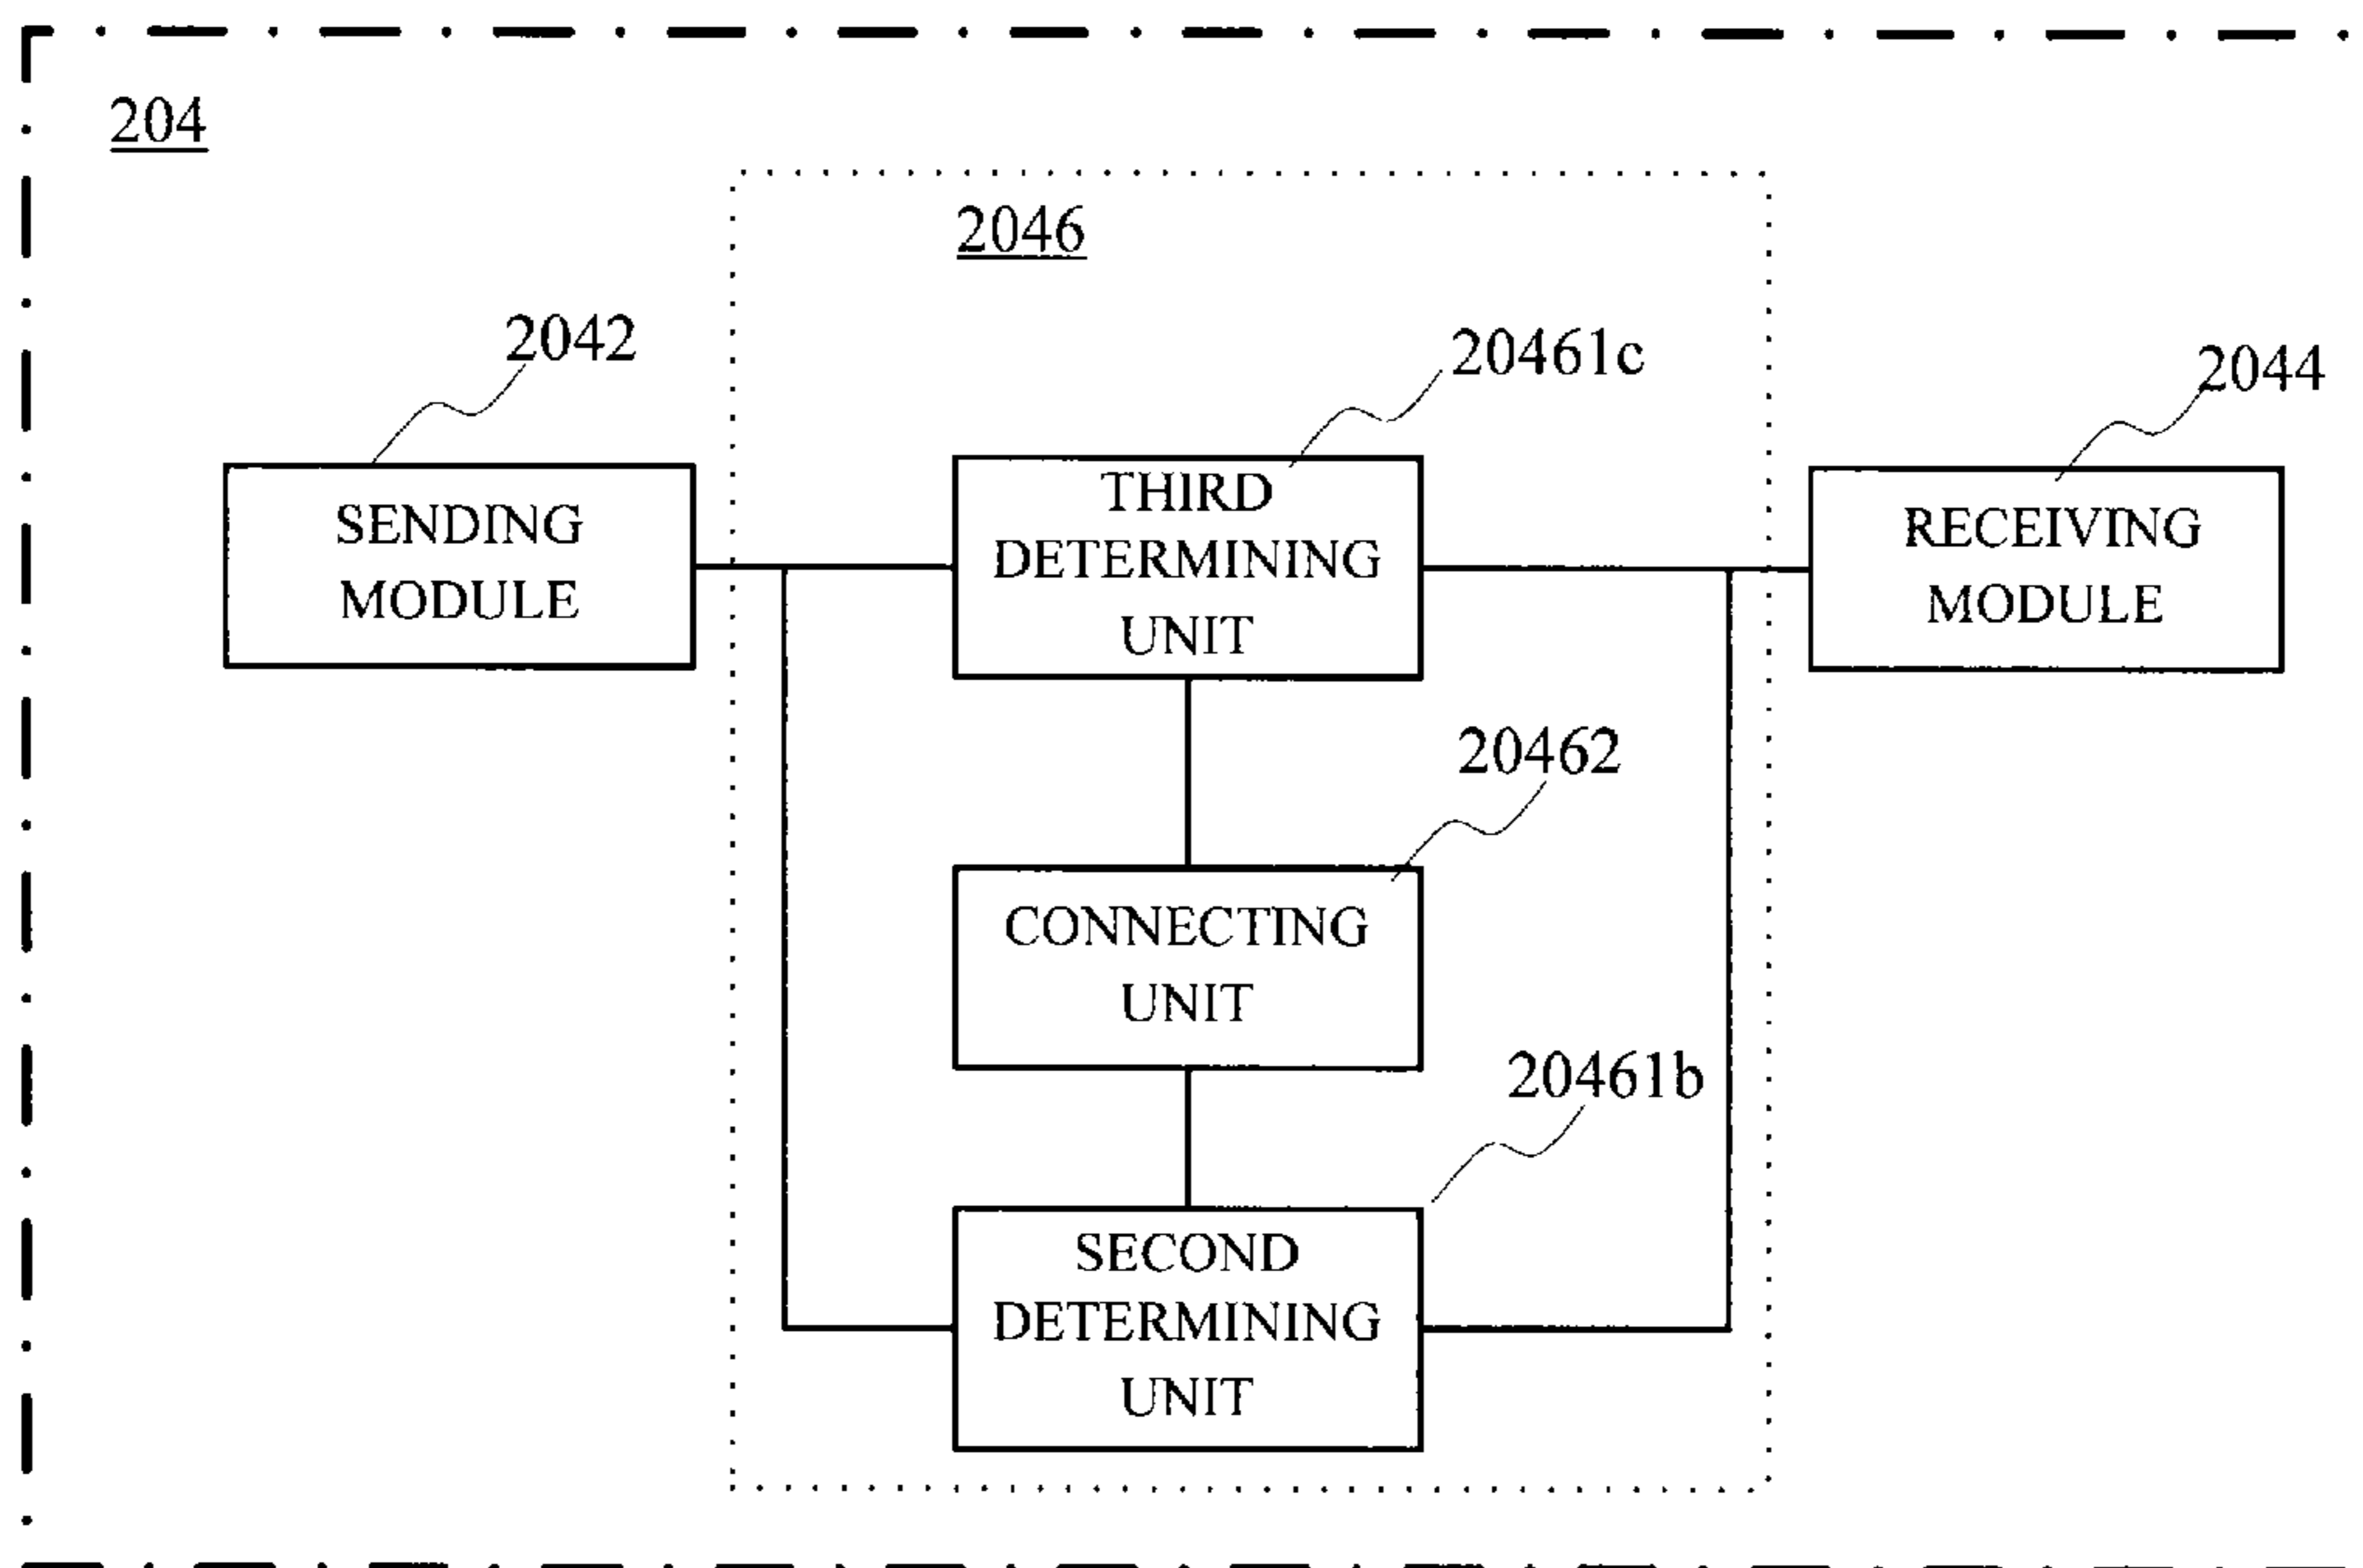 204
2046
2042
20461c
2044
SENDING
MODULE
THIRD
DETERMINING
UNIT
RECEIVING
MODULE
20462
CONNECTING
UNIT
20461b
SECOND
DETERMINING
UNIT